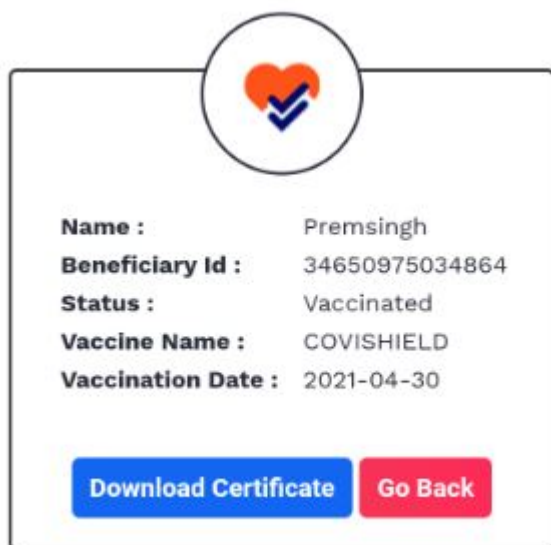 Name : Premsingh
Beneficiary Id : 34650975034864
Status : Vaccinated
Vaccine Name : COVISHIELD
Vaccination Date : 2021-04-30
Download Certificate Go Back